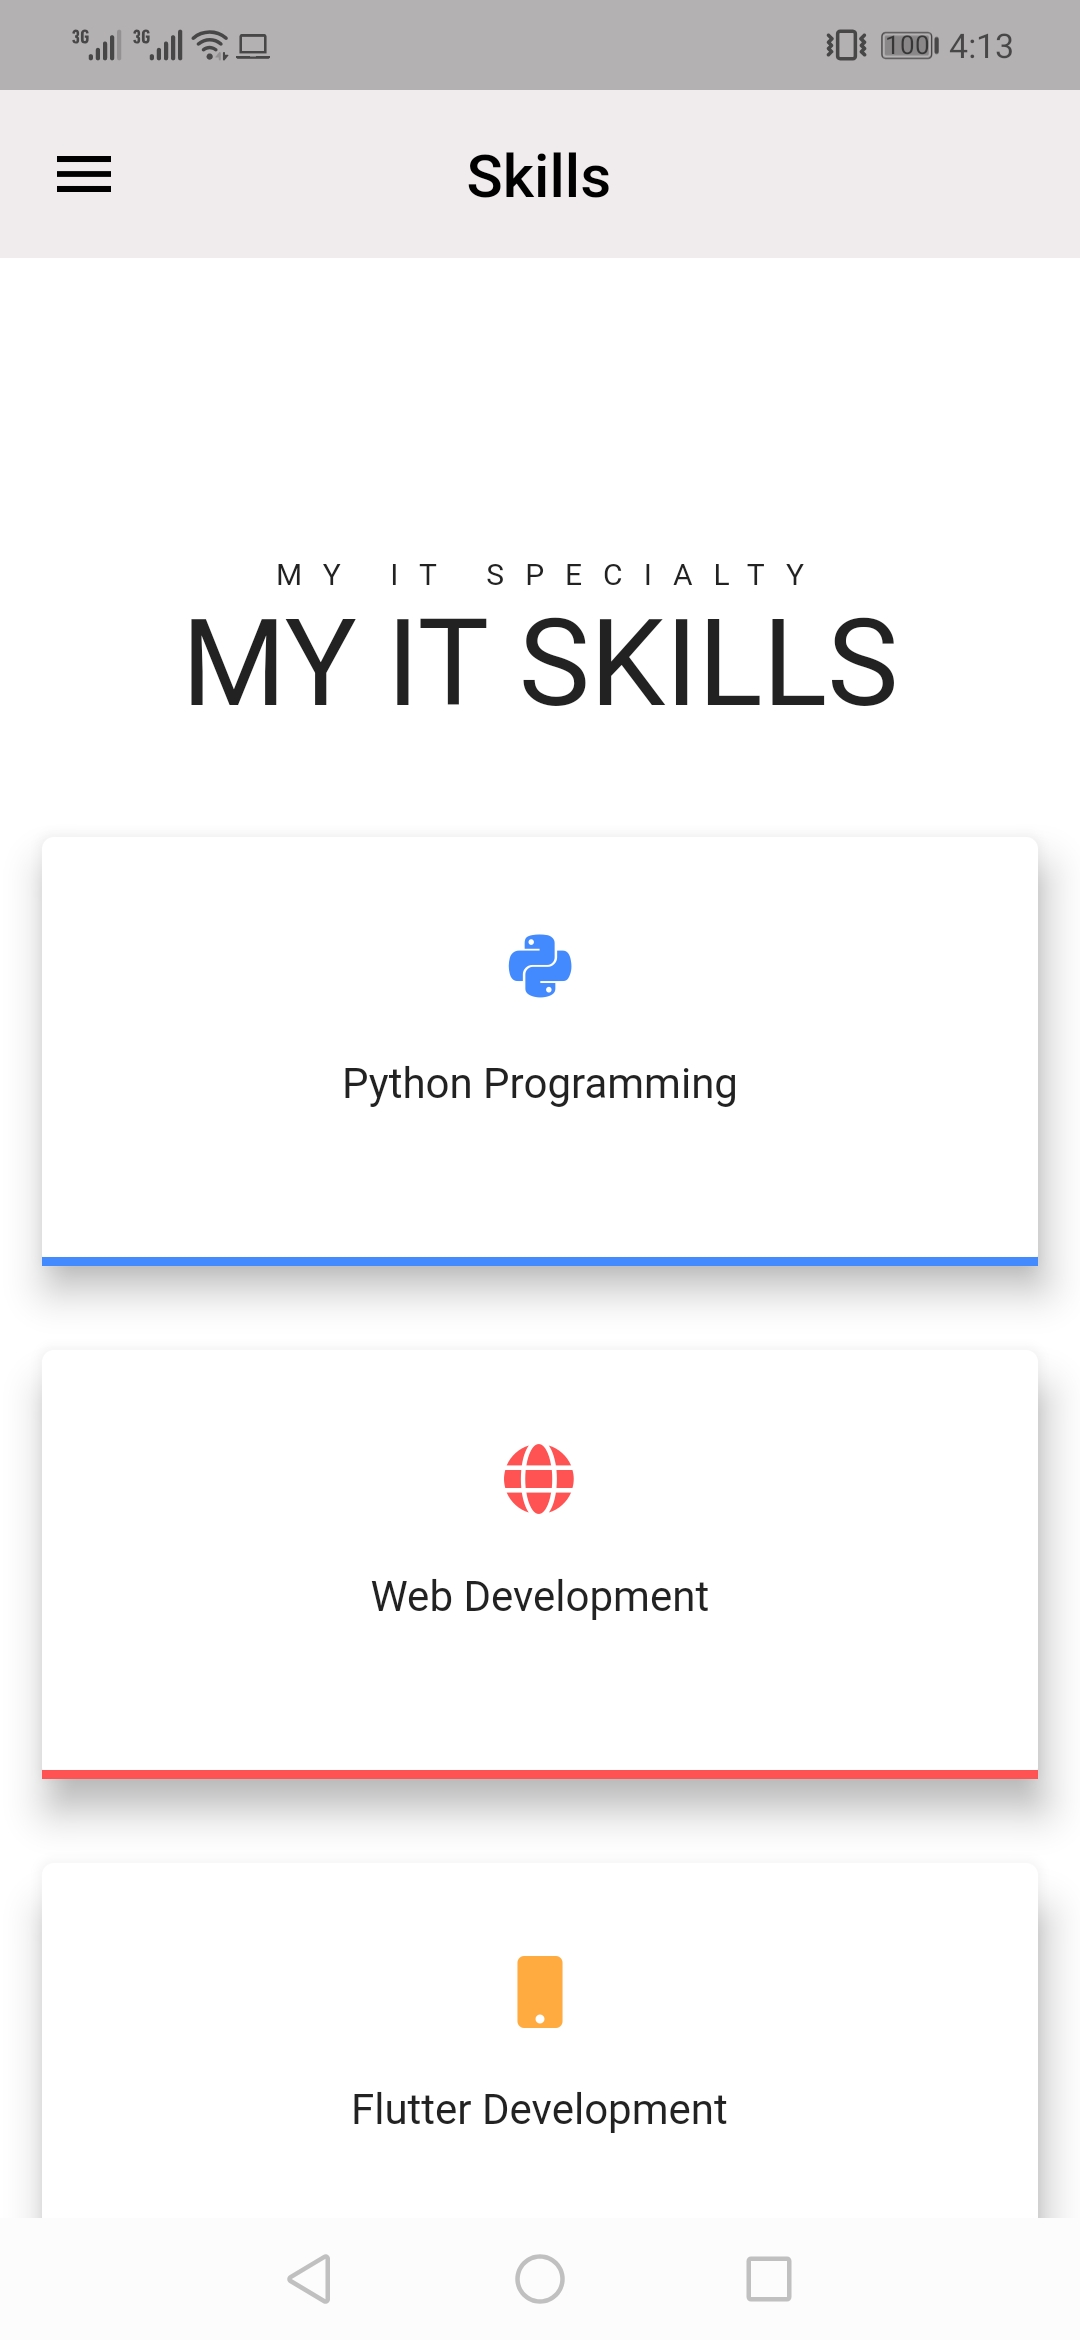 3G 3G 100 4:13
Skills
MY IT SPECIALTY
MY IT SKILLS
Python Programming
Web Development
Flutter Development